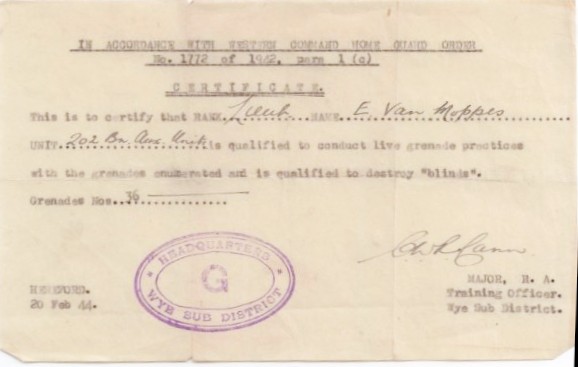 IN ACCORDANCE WITH WESTERN COMMAND HOME GUARD ORDER
No. 1772 of 1942, para 1 (c)
CERTIFICATE.
This is to certify that RANK Lieut. NAME E. Van Moppes
UNIT 202 Bn. Aux. Unit. is qualified to conduct live grenade practices
with the grenades enumerated and is qualified to destroy "blinds".
Grenades Nos. 36
HEADQUARTERS
G
WYE SUB DISTRICT
HEREFORD.
20 Feb 44.
MAJOR, R. A.
Training Officer.
Wye Sub District.